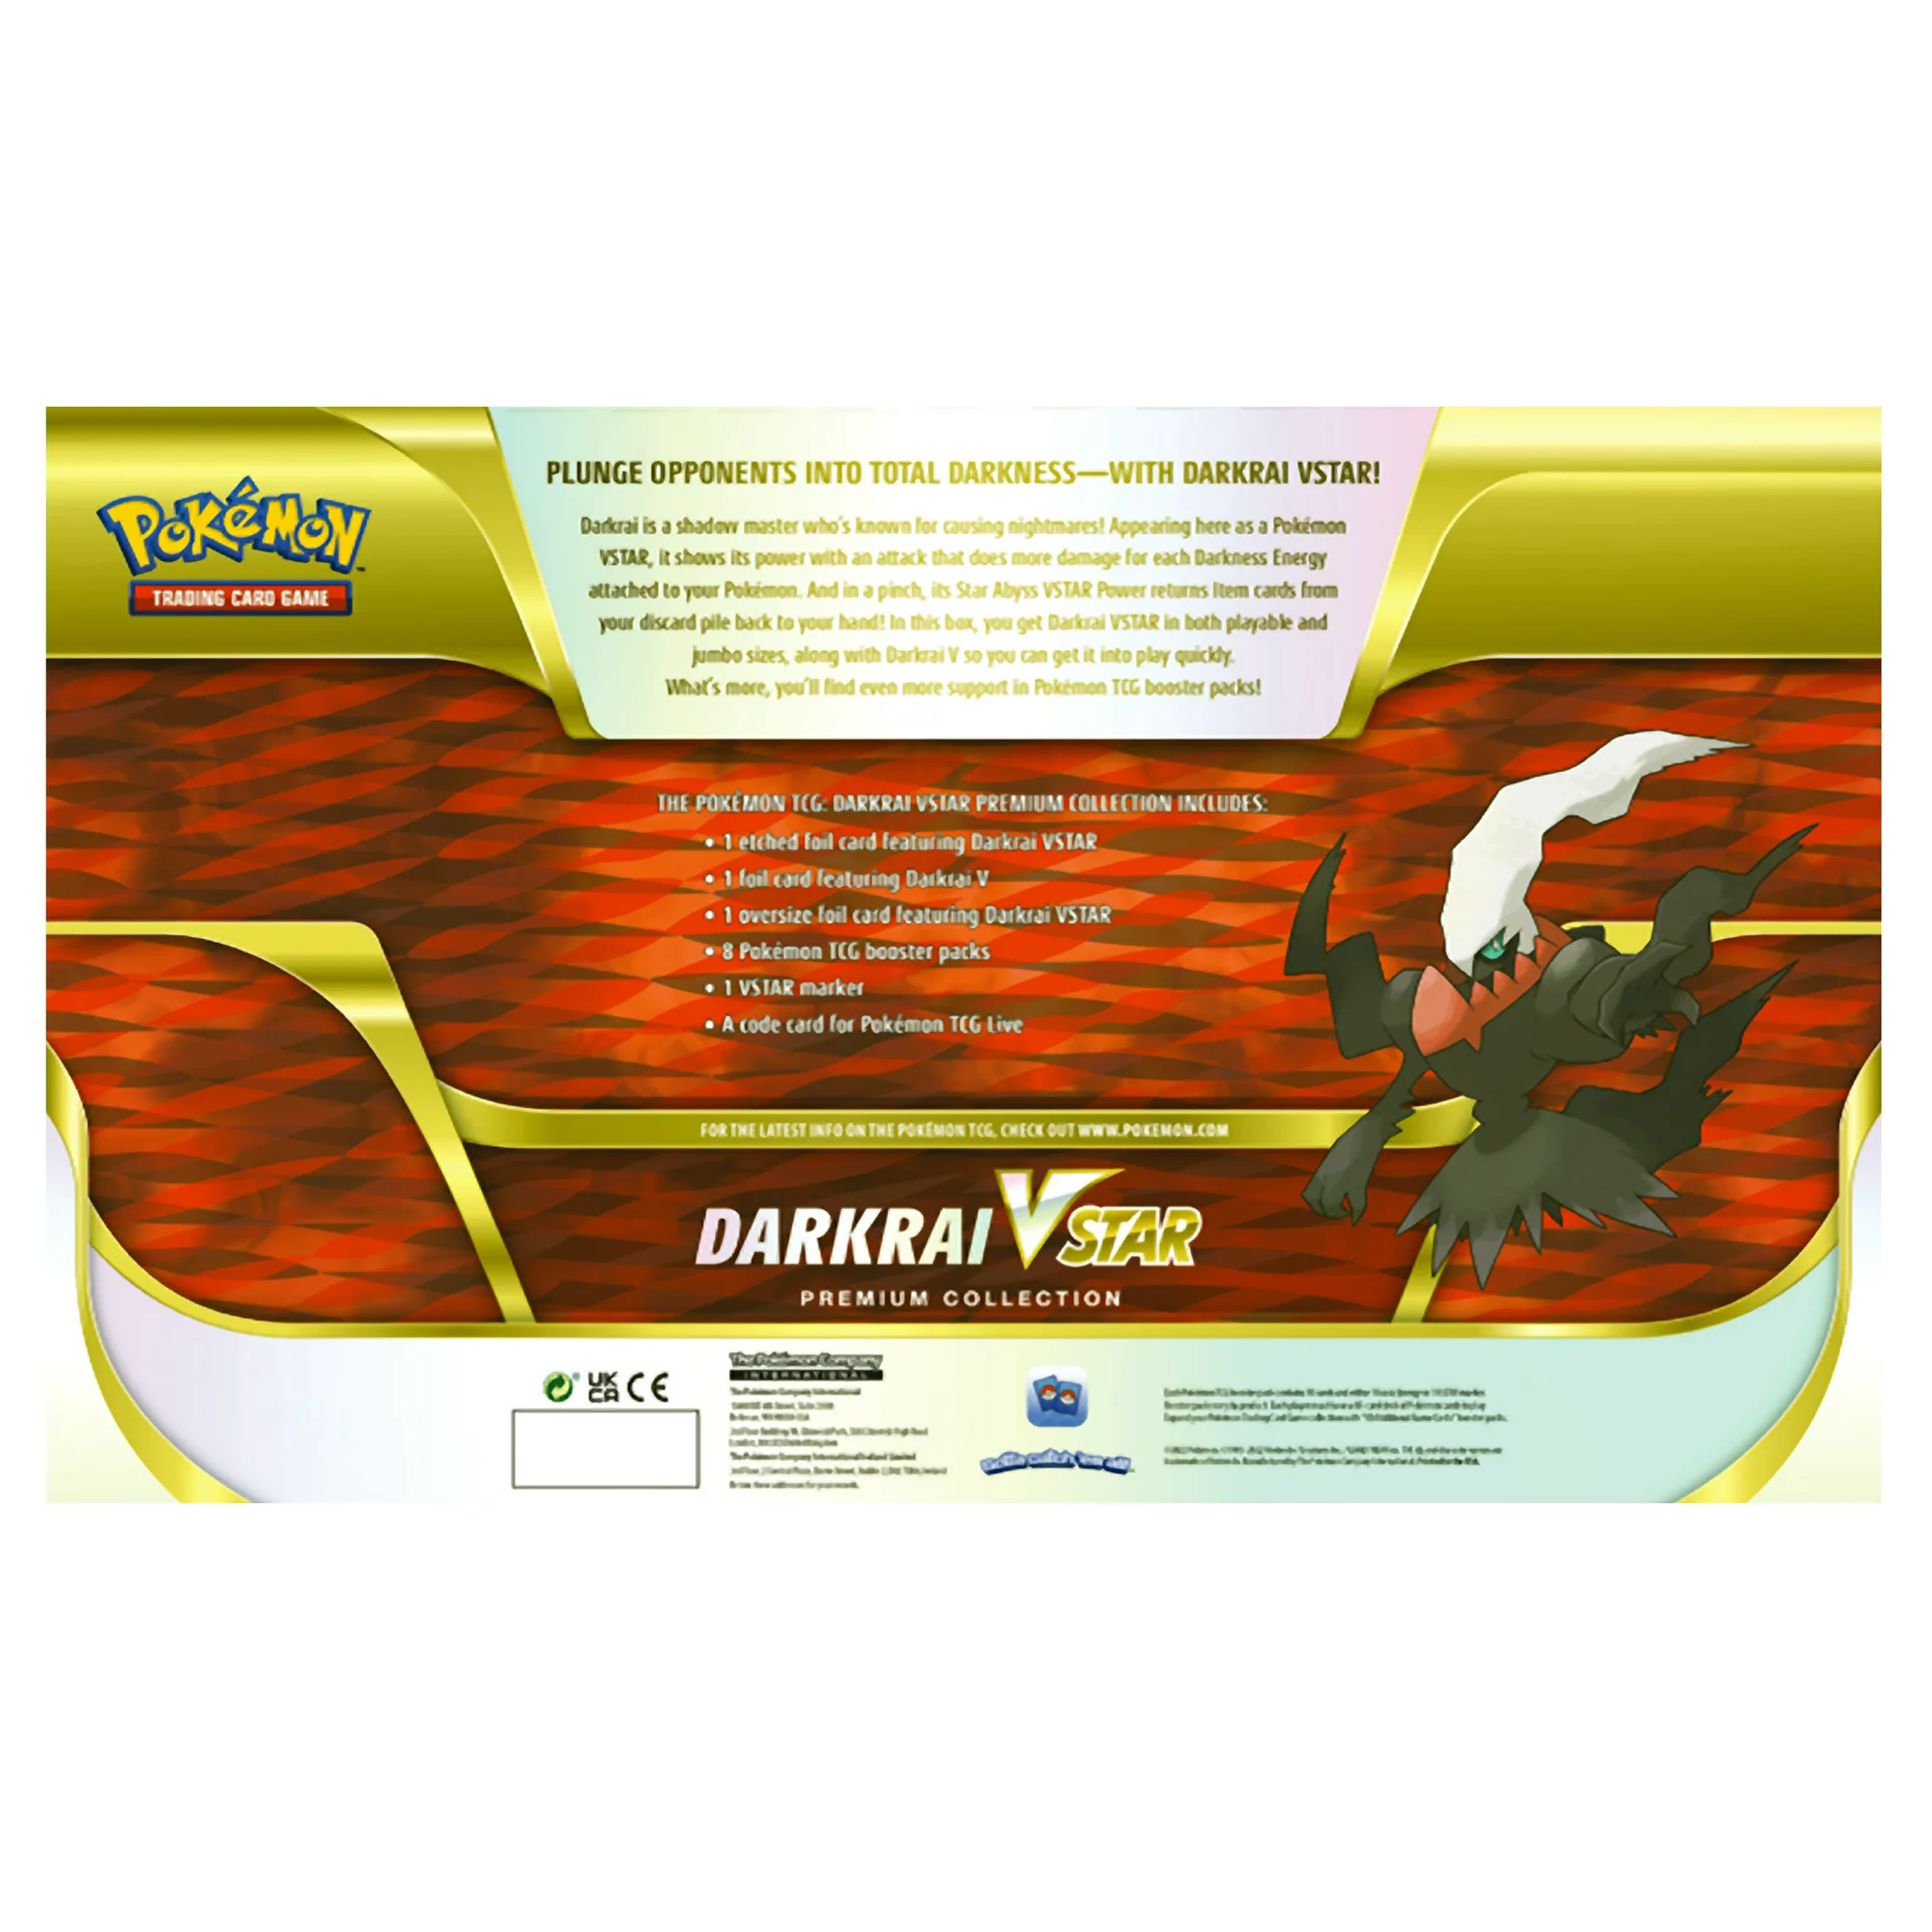 PLUNGE OPPONENTS INTO TOTAL DARKNESS—WITH DARKRAI VSTAR!
Pokémon
TRADING CARD GAME
Darkrai is a shadow master who's known for causing nightmares! Appearing here as a Pokémon
VSTAR, it shows its power with an attack that does more damage for each Darkness Energy
attached to your Pokémon. And in a pinch, its Star Abyss VSTAR Power returns Item cards from
your discard pile back to your hand! In this box, you get Darkrai VSTAR in both playable and
jumbo sizes, along with Darkrai V so you can get it into play quickly.
What's more, you'll find even more support in Pokémon TCG booster packs!
THE POKÉMON TCG: DARKRAI VSTAR PREMIUM COLLECTION INCLUDES:
• 1 etched foil card featuring Darkrai VSTAR
• 1 foil card featuring Darkrai V
• 1 oversize foil card featuring Darkrai VSTAR
• 8 Pokémon TCG booster packs
• 1 VSTAR marker
• A code card for Pokémon TCG Live
FOR THE LATEST INFO ON THE POKÉMON TCG, CHECK OUT WWW.POKEMON.COM
DARKRAI VSTAR
PREMIUM COLLECTION
UK
CA CE
The Pokémon Company
INTERNATIONAL
The Pokémon Company International